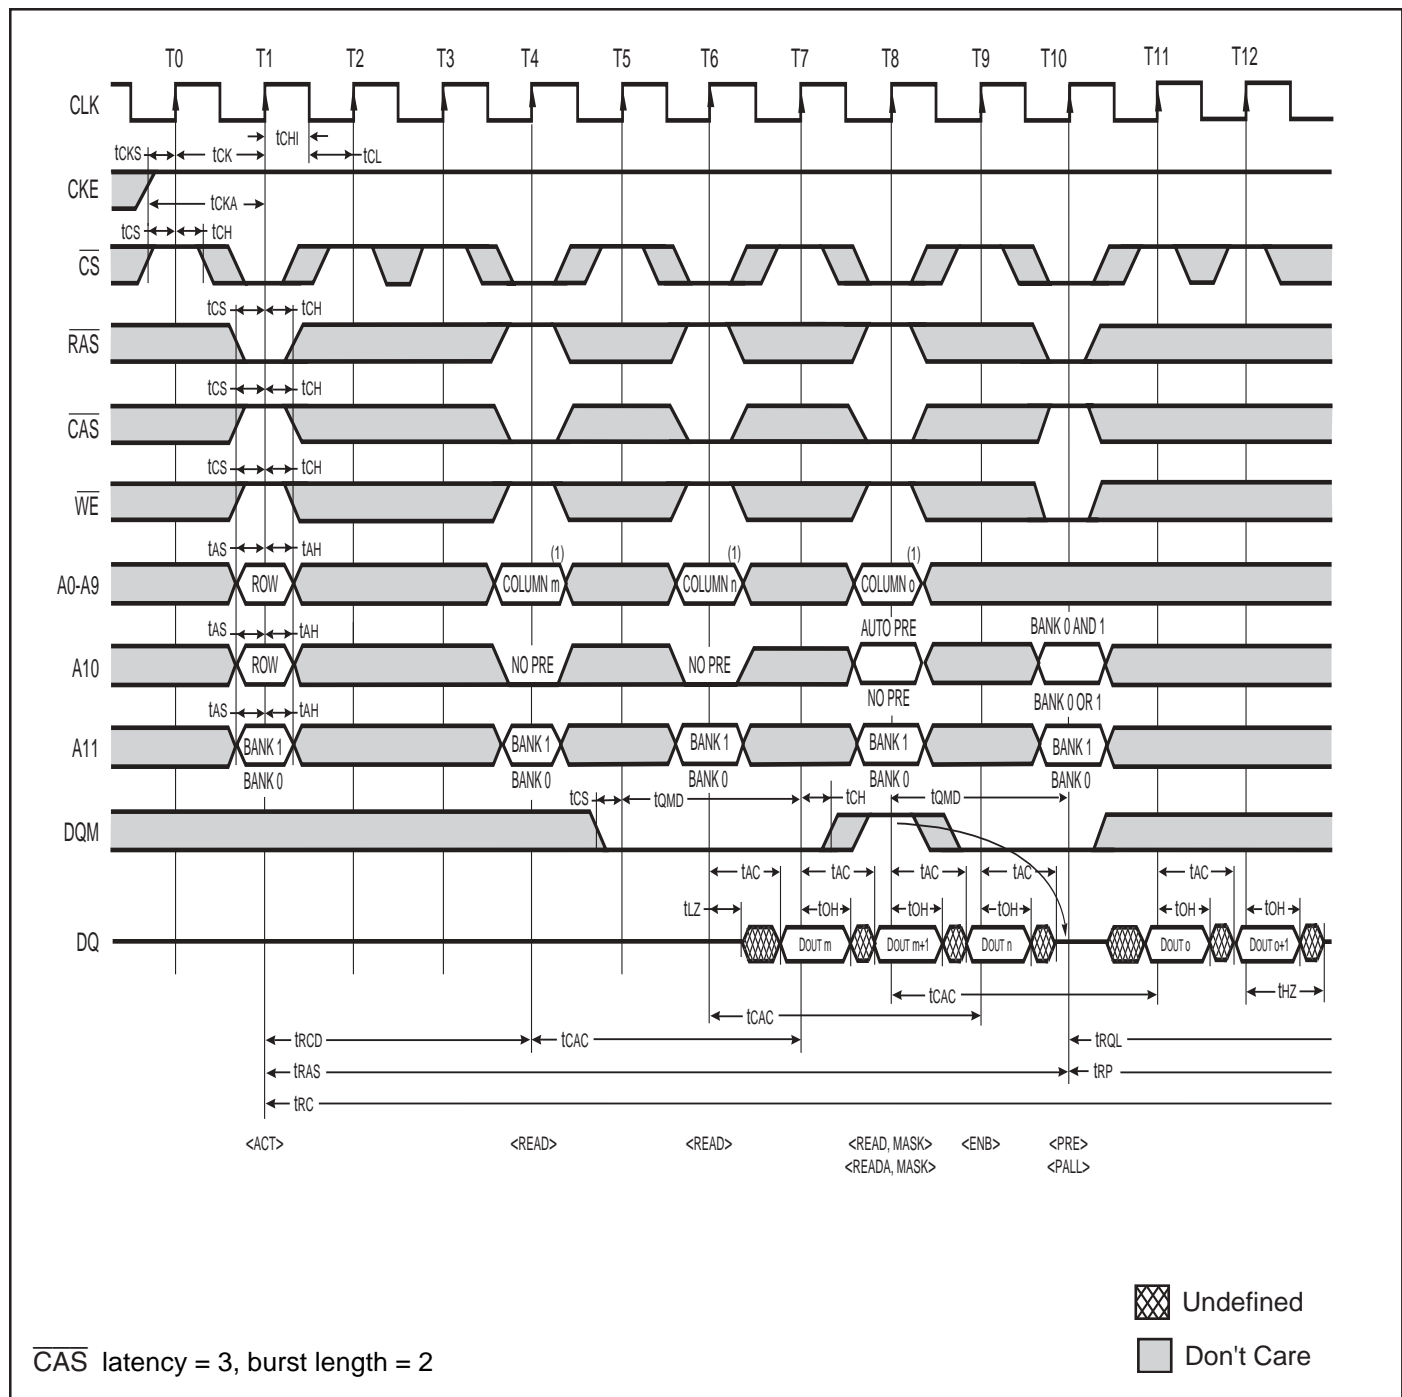 T0 T1 T2 T3 T4 T5 T6 T7 T8 T9 T10 T11 T12
CLK
tCHI
tCKS tCK tCL
CKE
tCKA
tCS tCH
CS
tCS tCH
RAS
tCS tCH
CAS
tCS tCH
WE
tAS tAH (1) (1) (1)
A0-A9 ROW COLUMN m COLUMN n COLUMN o
tAS tAH AUTO PRE BANK 0 AND 1
A10 ROW NO PRE NO PRE
NO PRE BANK 0 OR 1
tAS tAH
A11 BANK 1 BANK 1 BANK 1 BANK 1 BANK 1
BANK 0 BANK 0 BANK 0 BANK 0 BANK 0
tCS tQMD tCH tQMD
DQM
tAC tAC tAC tAC tAC
tLZ tOH tOH tOH tOH tOH
DQ DOUT m DOUT m+1 DOUT n DOUT o DOUT o+1
tCAC tHZ
tCAC
tRCD tCAC tRQL
tRAS tRP
tRC
<ACT> <READ> <READ> <READ, MASK> <ENB> <PRE>
<READA, MASK> <PALL>
Undefined
Don't Care
CAS latency = 3, burst length = 2